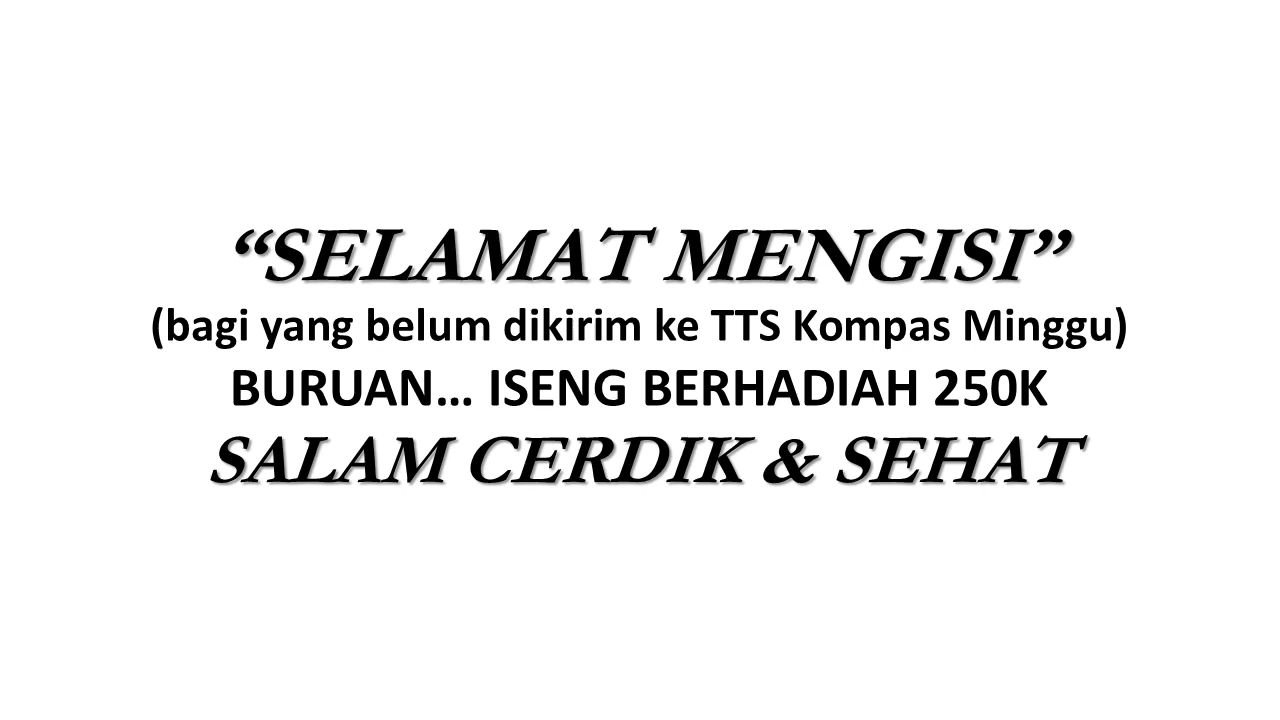 “SELAMAT MENGISI”
(bagi yang belum dikirim ke TTS Kompas Minggu)
BURUAN... ISENG BERHADIAH 250K
SALAM CERDIK & SEHAT